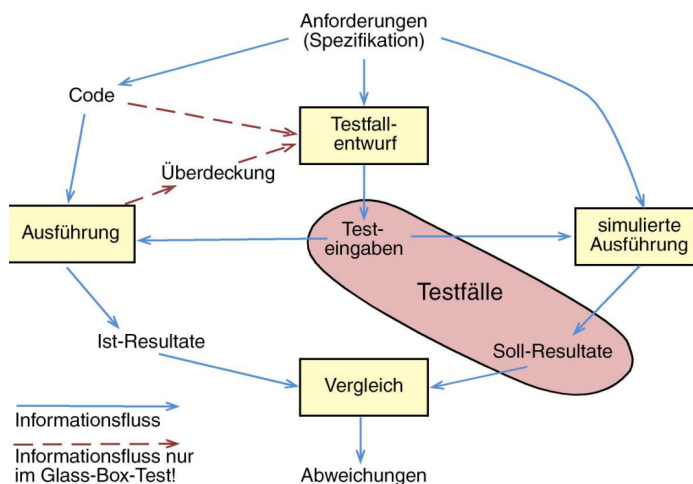 Anforderungen
(Spezifikation)
Code
Testfall-
entwurf
Überdeckung
Ausführung
Test-
eingaben
simulierte
Ausführung
Testfälle
Ist-Resultate
Soll-Resultate
Vergleich
Informationsfluss
Informationsfluss nur
im Glass-Box-Test!
Abweichungen